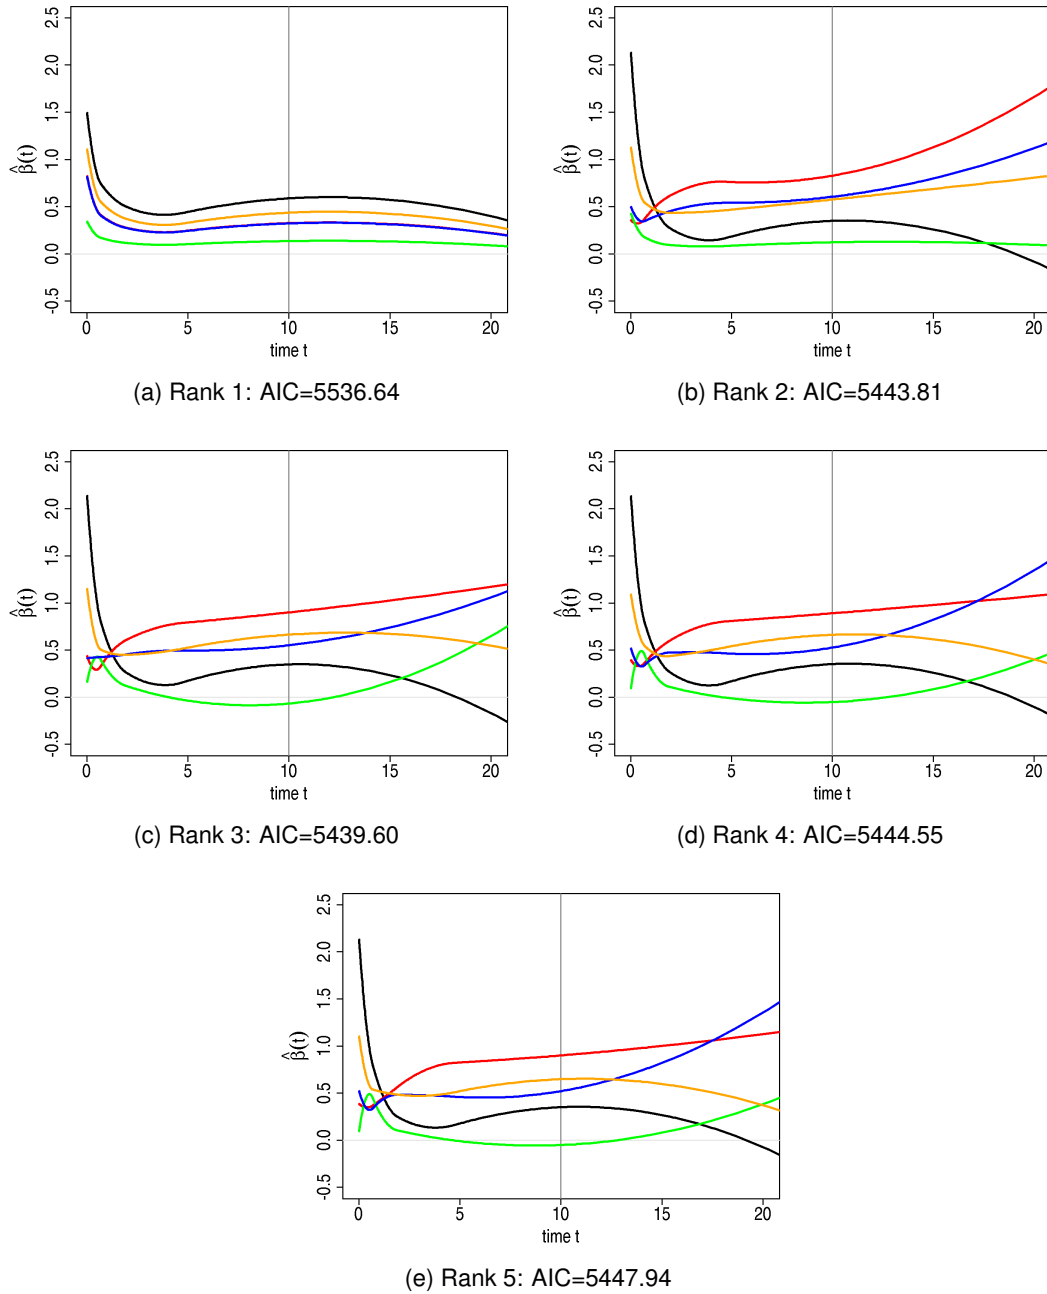 2.5
2.0
1.5
1.0
0.5
0.0
-0.5
β̂(t)
0 5 10 15 20
time t
(a) Rank 1: AIC=5536.64
2.5
2.0
1.5
1.0
0.5
0.0
-0.5
β̂(t)
0 5 10 15 20
time t
(b) Rank 2: AIC=5443.81
2.5
2.0
1.5
1.0
0.5
0.0
-0.5
β̂(t)
0 5 10 15 20
time t
(c) Rank 3: AIC=5439.60
2.5
2.0
1.5
1.0
0.5
0.0
-0.5
β̂(t)
0 5 10 15 20
time t
(d) Rank 4: AIC=5444.55
2.5
2.0
1.5
1.0
0.5
0.0
-0.5
β̂(t)
0 5 10 15 20
time t
(e) Rank 5: AIC=5447.94